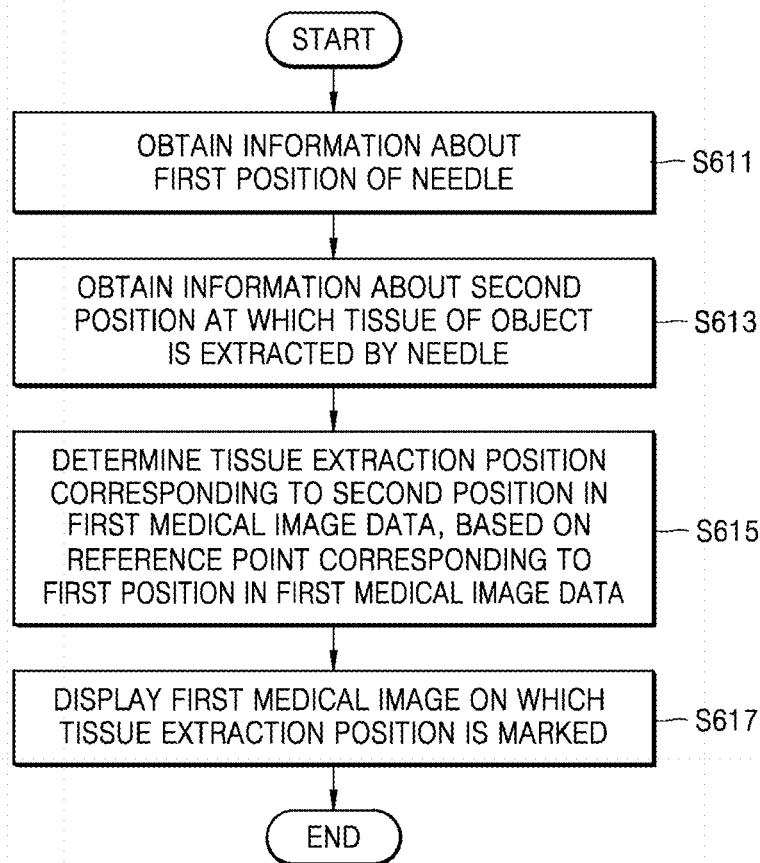 START
OBTAIN INFORMATION ABOUT
FIRST POSITION OF NEEDLE
S611
OBTAIN INFORMATION ABOUT SECOND
POSITION AT WHICH TISSUE OF OBJECT
IS EXTRACTED BY NEEDLE
S613
DETERMINE TISSUE EXTRACTION POSITION
CORRESPONDING TO SECOND POSITION IN
FIRST MEDICAL IMAGE DATA, BASED ON
REFERENCE POINT CORRESPONDING TO
FIRST POSITION IN FIRST MEDICAL IMAGE DATA
S615
DISPLAY FIRST MEDICAL IMAGE ON WHICH
TISSUE EXTRACTION POSITION IS MARKED
S617
END